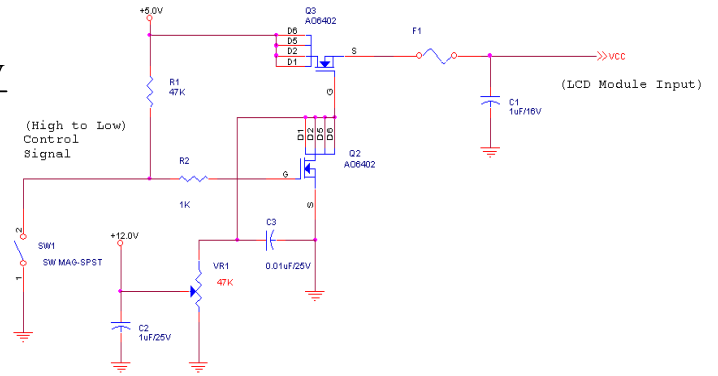 +5.0V
Q3
AO6402
D6
D5
D2
D1
S
G
F1
VCC
(LCD Module Input)
R1
47K
C1
1uF/16V
(High to Low)
Control
Signal
D1
D2
D5
D6
Q2
AO6402
R2
G
1K
S
2
SW1
SW MAG-SPST
1
+12.0V
C3
0.01uF/25V
VR1
47K
C2
1uF/25V